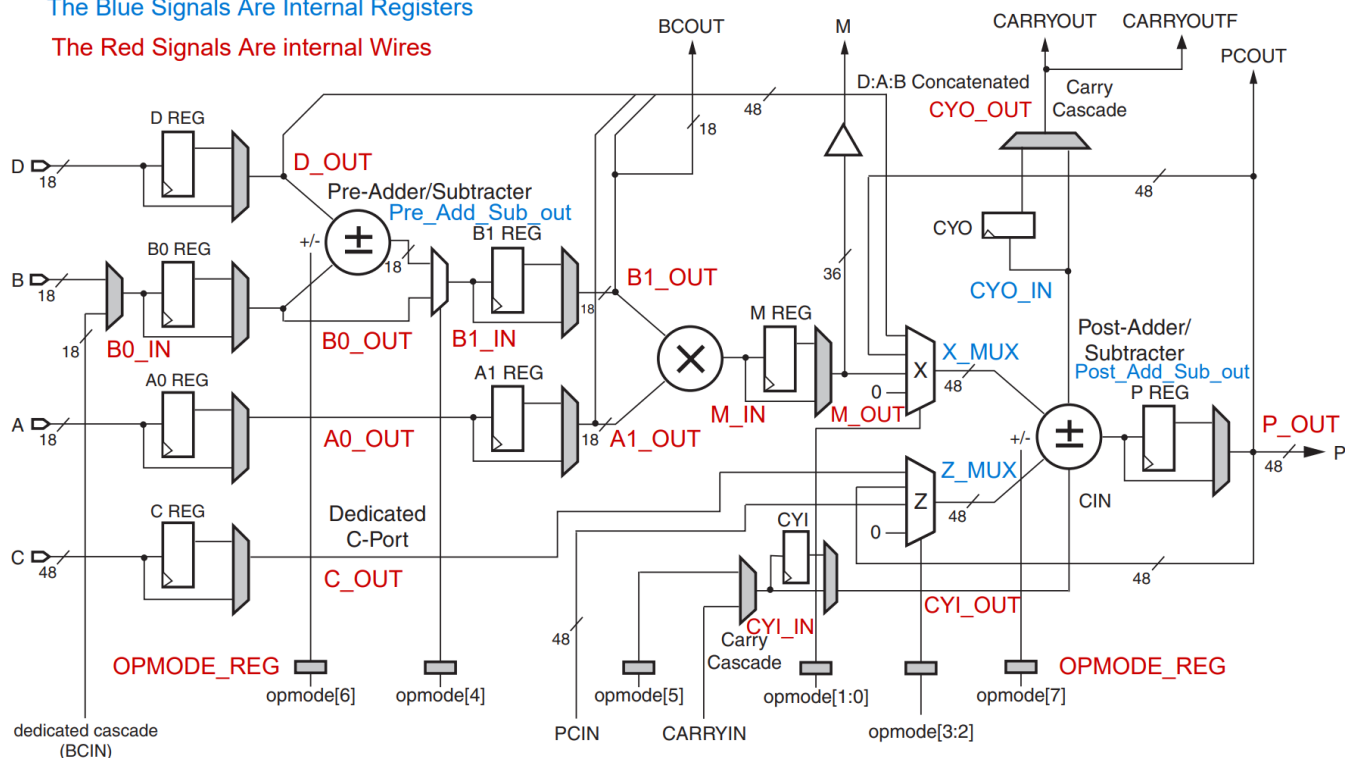 The Blue Signals Are Internal Registers
The Red Signals Are internal Wires
BCOUT
M
CARRYOUT
CARRYOUTF
PCOUT
D:A:B Concatenated
Carry
Cascade
CYO_OUT
48
18
D REG
D
18
D_OUT
Pre-Adder/Subtracter
Pre_Add_Sub_out
+/-
±
18
48
CYO
CYO_IN
B0 REG
B1 REG
B
18
18
B0_IN
B0_OUT
B1_IN
18
B1_OUT
36
M REG
×
M_IN
M_OUT
X_MUX
X
48
0
Post-Adder/
Subtracter
Post_Add_Sub_out
P REG
A0 REG
A1 REG
A
18
A0_OUT
18
A1_OUT
+/-
±
P_OUT
48
P
Z_MUX
Z
48
0
CIN
C REG
C
48
Dedicated
C-Port
C_OUT
CYI
48
CYI_OUT
CYI_IN
Carry
Cascade
48
OPMODE_REG
OPMODE_REG
opmode[6]
opmode[4]
opmode[5]
opmode[1:0]
opmode[7]
dedicated cascade
(BCIN)
PCIN
CARRYIN
opmode[3:2]